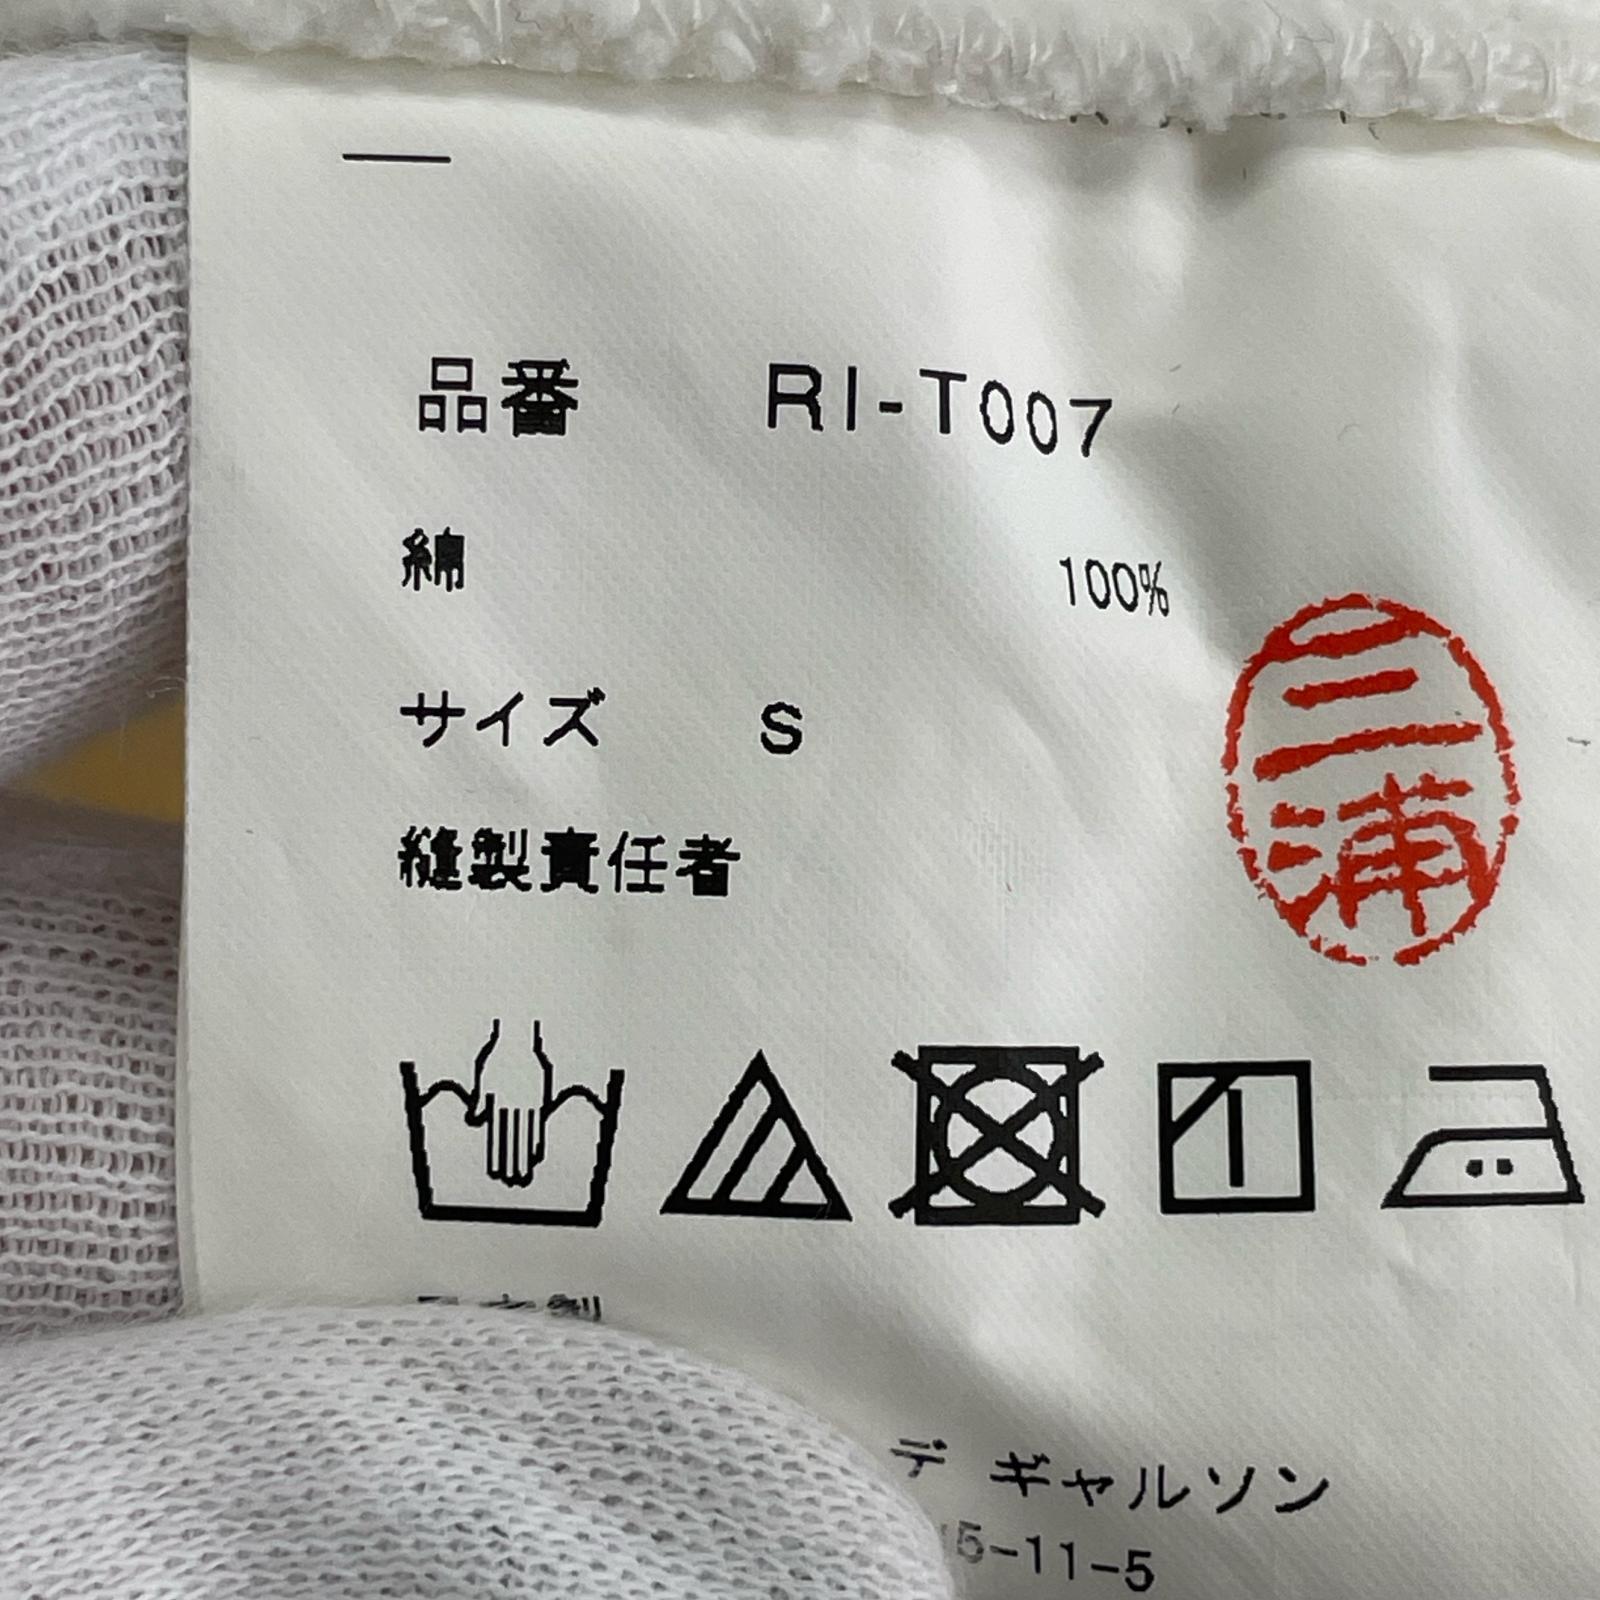 品番 RI-T007
綿 100%
サイズ S
縫製責任者
三浦
デ ギャルソン
5-11-5